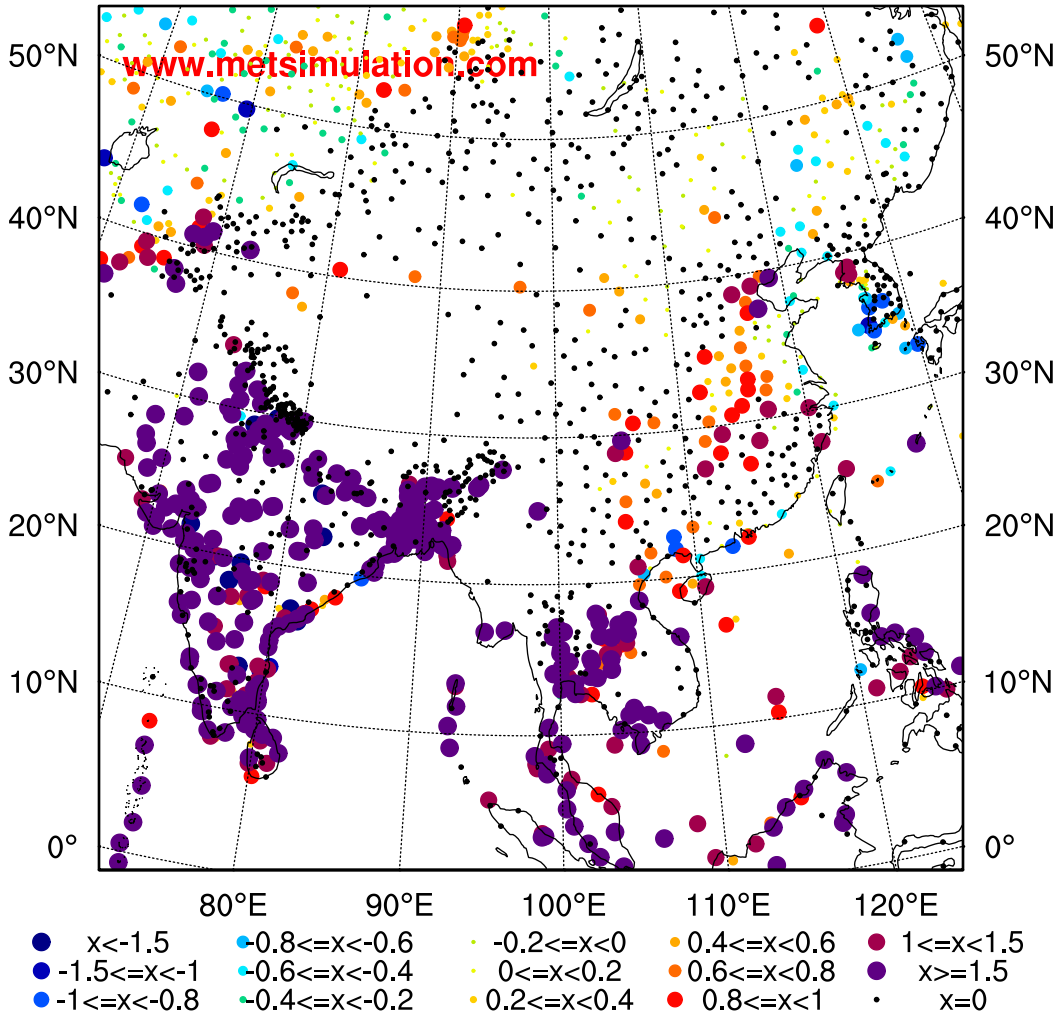 www.metsimulation.com
50°N 50°N
40°N 40°N
30°N 30°N
20°N 20°N
10°N 10°N
0° 0°
80°E 90°E 100°E 110°E 120°E
x<-1.5 -0.8<=x<-0.6 -0.2<=x<0 0.4<=x<0.6 1<=x<1.5
-1.5<=x<-1 -0.6<=x<-0.4 0<=x<0.2 0.6<=x<0.8 x>=1.5
-1<=x<-0.8 -0.4<=x<-0.2 0.2<=x<0.4 0.8<=x<1 x=0